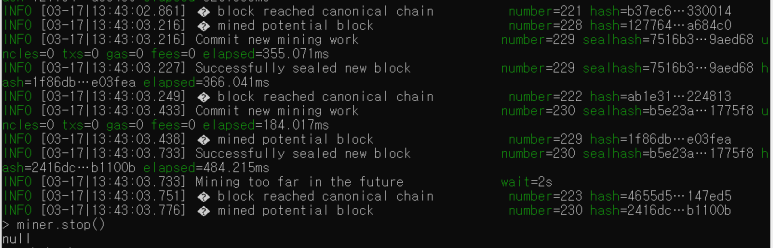 INFO [03-17|13:43:02.861] � block reached canonical chain number=221 hash=b37ec6…330014
INFO [03-17|13:43:03.216] � mined potential block number=228 hash=127764…a684c0
INFO [03-17|13:43:03.216] Commit new mining work number=229 sealhash=7516b3…9aed68 u
ncles=0 txs=0 gas=0 fees=0 elapsed=355.071ms
INFO [03-17|13:43:03.227] Successfully sealed new block number=229 sealhash=7516b3…9aed68 h
ash=1f86db…e03fea elapsed=366.041ms
INFO [03-17|13:43:03.249] � block reached canonical chain number=222 hash=ab1e31…224813
INFO [03-17|13:43:03.433] Commit new mining work number=230 sealhash=b5e23a…1775f8 u
ncles=0 txs=0 gas=0 fees=0 elapsed=184.017ms
INFO [03-17|13:43:03.438] � mined potential block number=229 hash=1f86db…e03fea
INFO [03-17|13:43:03.733] Successfully sealed new block number=230 sealhash=b5e23a…1775f8 h
ash=2416dc…b1100b elapsed=484.215ms
INFO [03-17|13:43:03.733] Mining too far in the future wait=2s
INFO [03-17|13:43:03.751] � block reached canonical chain number=223 hash=4655d5…147ed5
INFO [03-17|13:43:03.776] � mined potential block number=230 hash=2416dc…b1100b
> miner.stop()
null